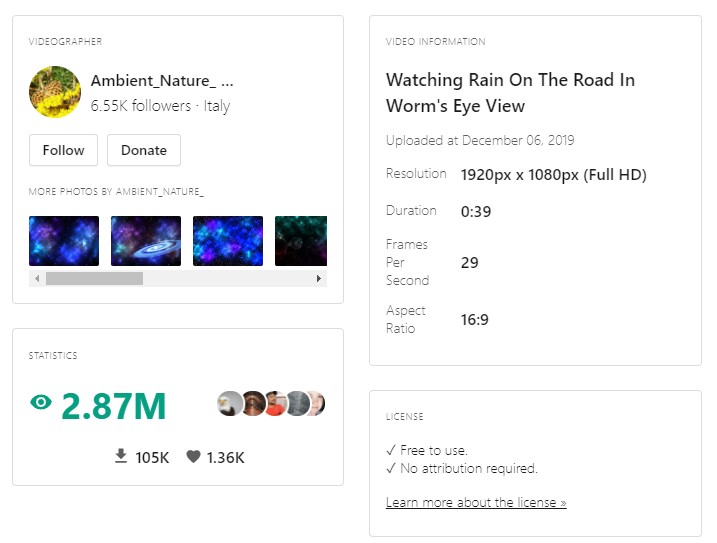 VIDEOGRAPHER
Ambient_Nature_ ...
6.55K followers · Italy
Follow
Donate
MORE PHOTOS BY AMBIENT_NATURE_
STATISTICS
2.87M
105K
1.36K
VIDEO INFORMATION
Watching Rain On The Road In
Worm's Eye View
Uploaded at December 06, 2019
Resolution 1920px x 1080px (Full HD)
Duration 0:39
Frames
Per
Second
29
Aspect
Ratio
16:9
LICENSE
✓ Free to use.
✓ No attribution required.
Learn more about the license »